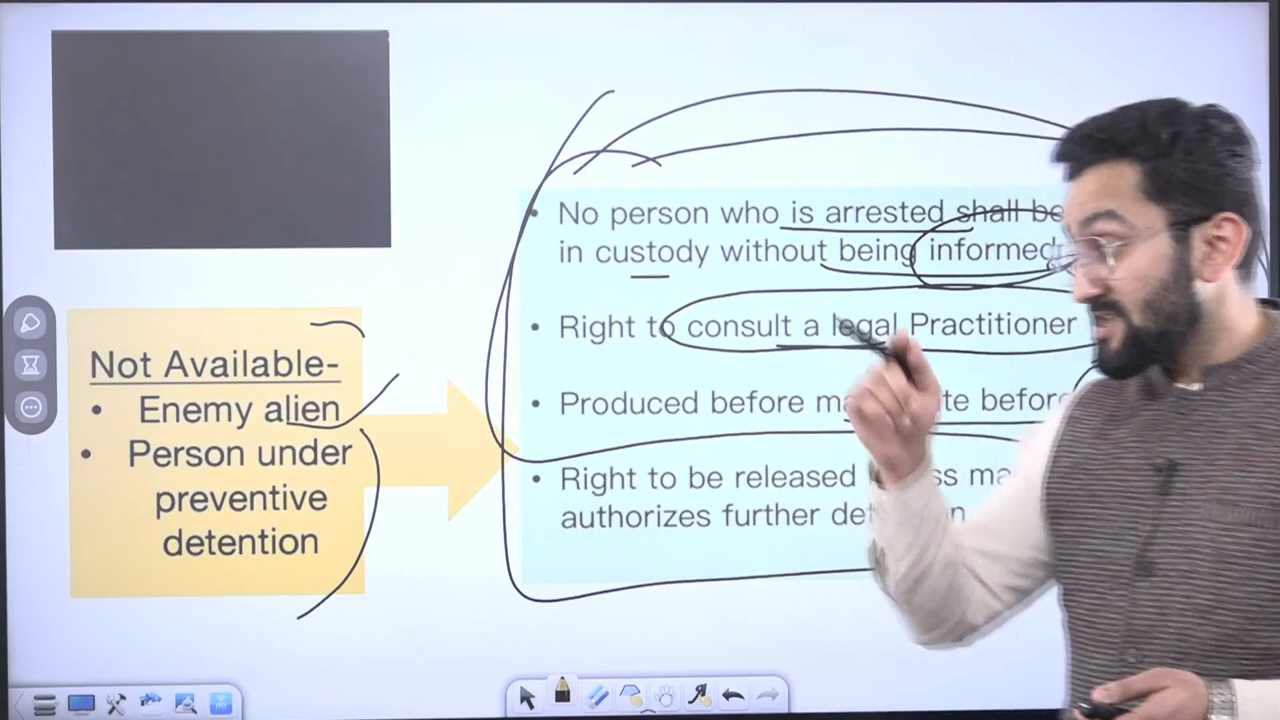 Not Available-
• Enemy alien
• Person under
preventive
detention
• No person who is arrested shall be
in custody without being informed
• Right to consult a legal Practitioner
• Produced before
• Right to be released
authorizes further